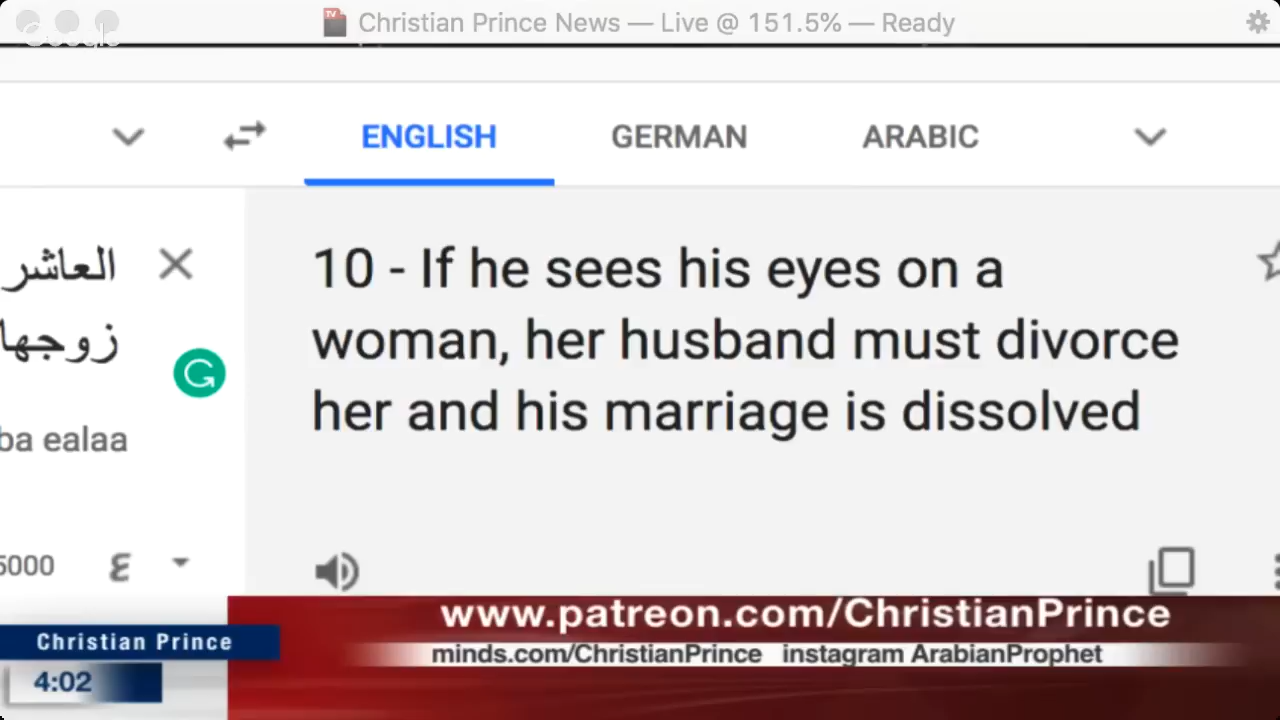 Christian Prince News — Live @ 151.5% — Ready
Google
ENGLISH GERMAN ARABIC
العاشر
زوجها
ba ealaa
5000 ع
10 - If he sees his eyes on a
woman, her husband must divorce
her and his marriage is dissolved
www.patreon.com/ChristianPrince
minds.com/ChristianPrince instagram ArabianProphet
Christian Prince
4:02